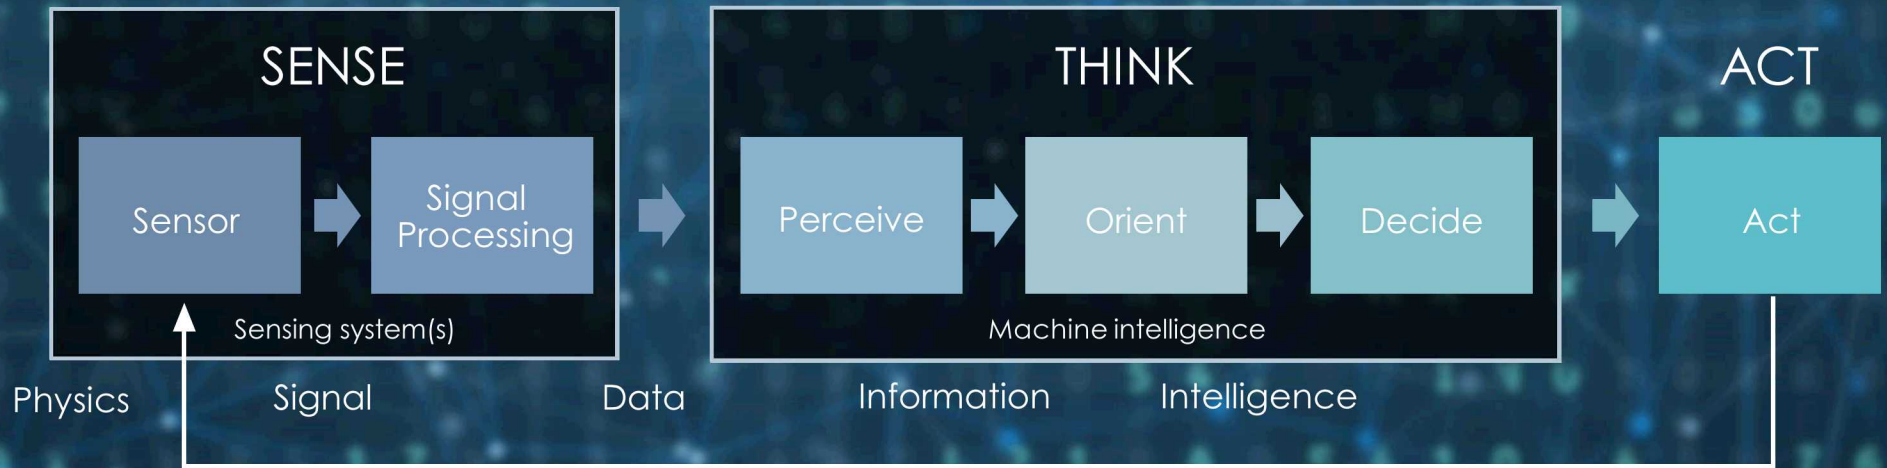 SENSE
THINK
ACT
Sensor
Signal
Processing
Perceive
Orient
Decide
Act
Sensing system(s)
Machine intelligence
Physics
Signal
Data
Information
Intelligence